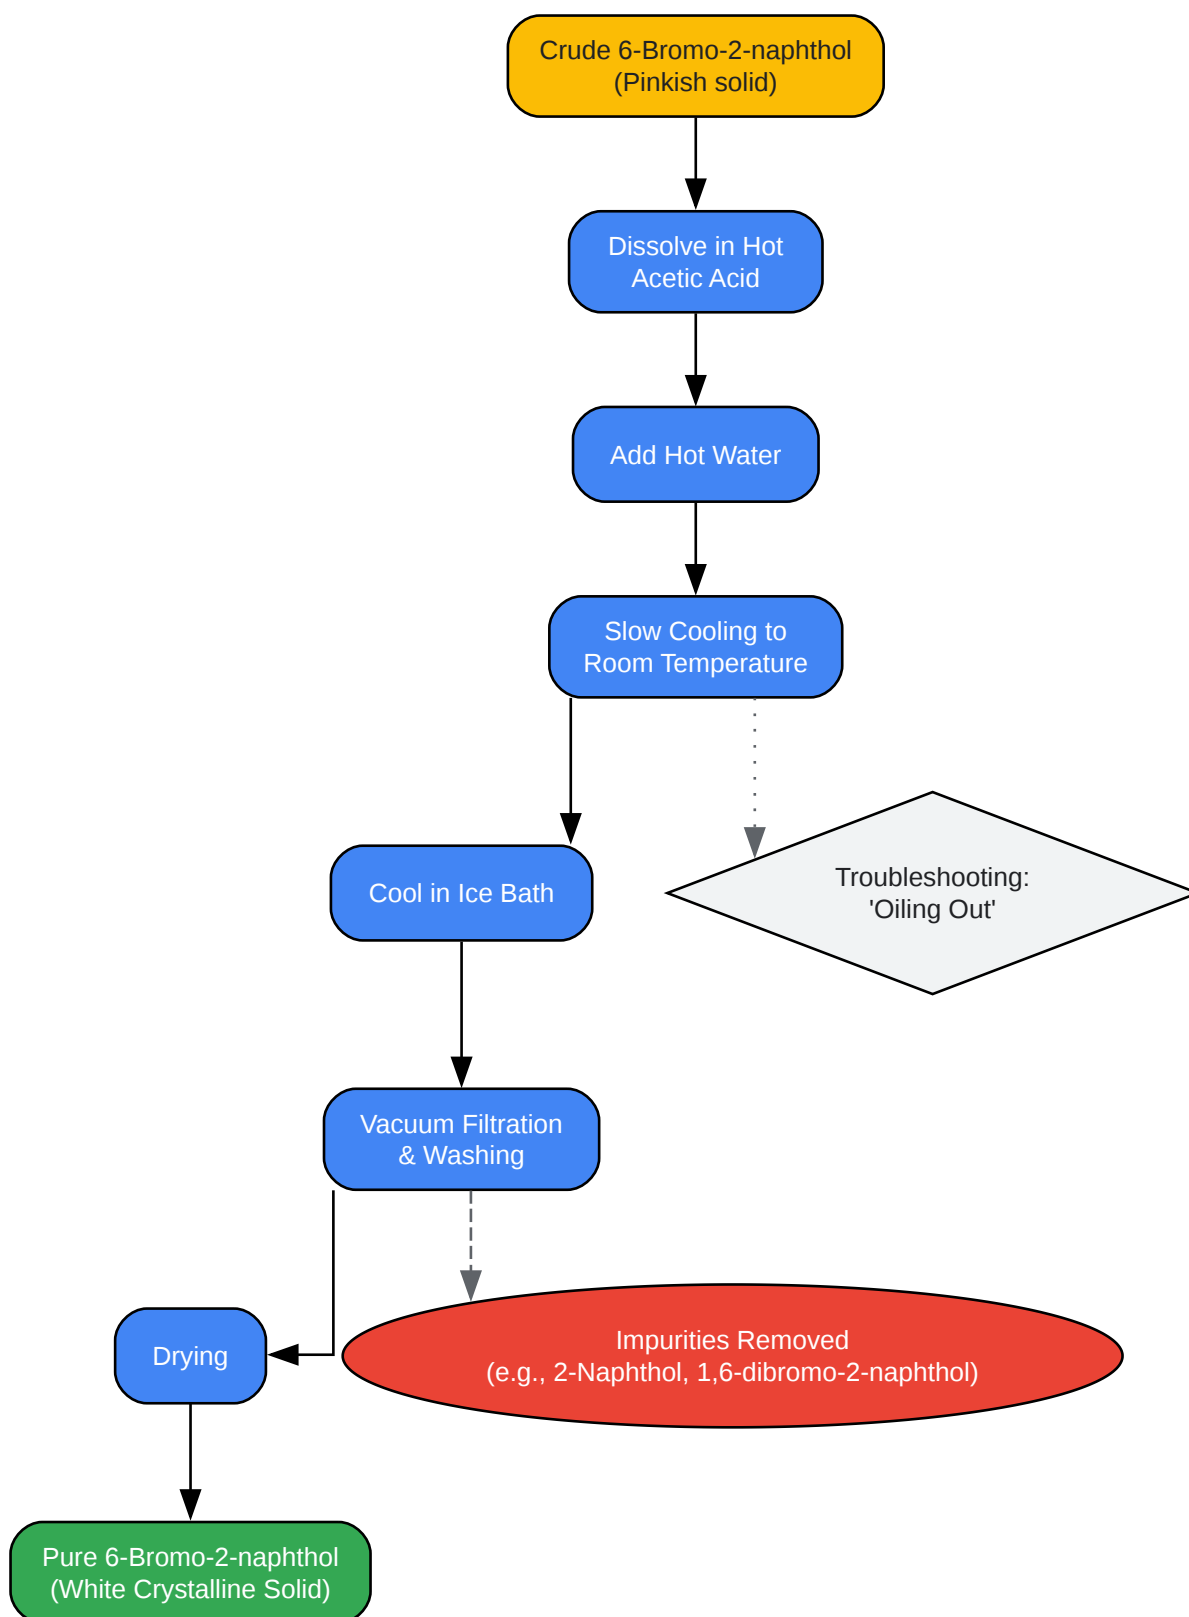 Crude 6-Bromo-2-naphthol
(Pinkish solid)
Dissolve in Hot
Acetic Acid
Add Hot Water
Slow Cooling to
Room Temperature
Cool in Ice Bath
Troubleshooting:
'Oiling Out'
Vacuum Filtration
& Washing
Drying
Impurities Removed
(e.g., 2-Naphthol, 1,6-dibromo-2-naphthol)
Pure 6-Bromo-2-naphthol
(White Crystalline Solid)